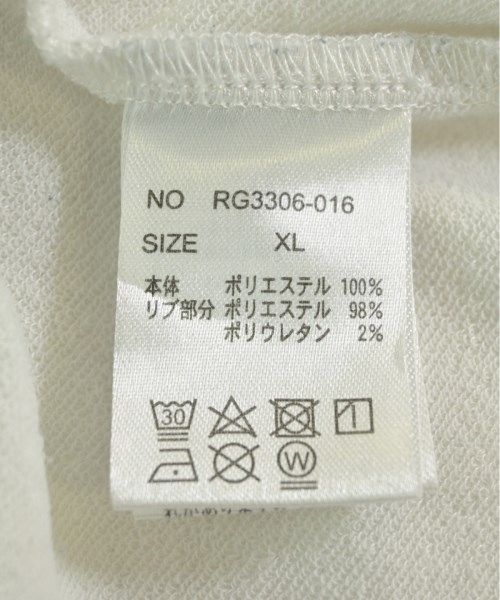 NO RG3306-016
SIZE XL
本体 ポリエステル 100%
リブ部分 ポリエステル 98%
ポリウレタン 2%
30
W